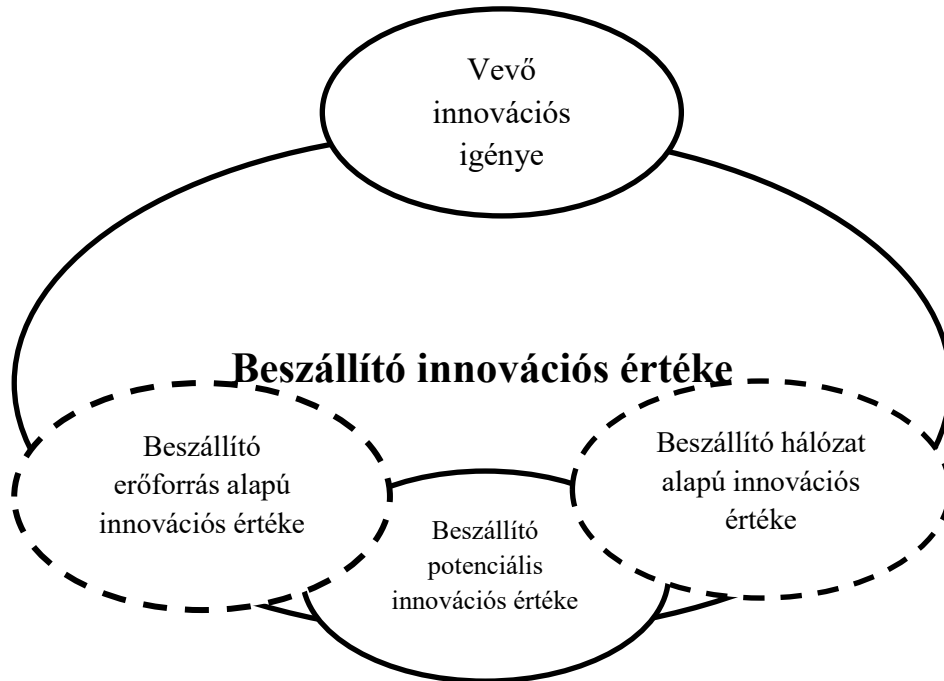 Vevő
innovációs
igénye
Beszállító innovációs értéke
Beszállító
erőforrás alapú
innovációs értéke
Beszállító hálózat
alapú innovációs
értéke
Beszállító
potenciális
innovációs értéke